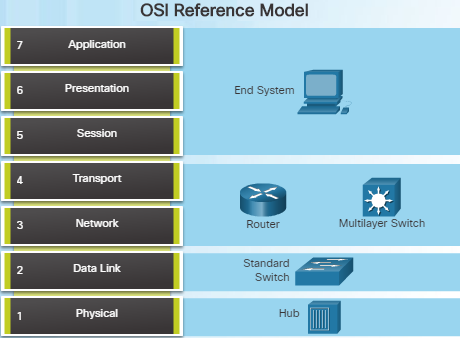 OSI Reference Model
7 Application
6 Presentation
5 Session
4 Transport
3 Network
2 Data Link
1 Physical
End System
Router
Multilayer Switch
Standard
Switch
Hub